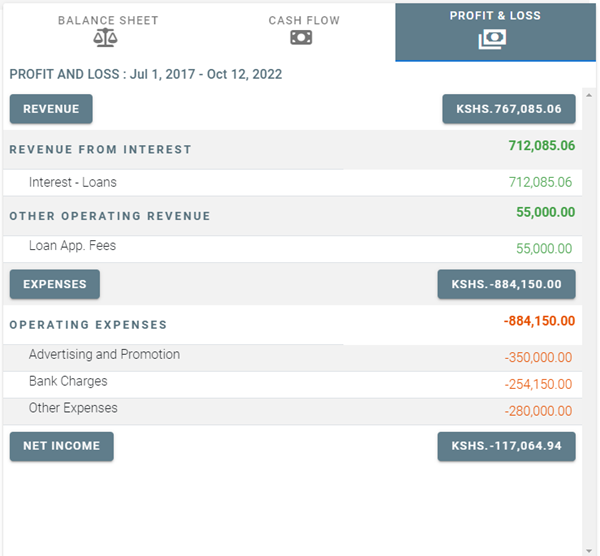 BALANCE SHEET
CASH FLOW
PROFIT & LOSS
PROFIT AND LOSS : Jul 1, 2017 - Oct 12, 2022
REVENUE KSHS.767,085.06
REVENUE FROM INTEREST 712,085.06
Interest - Loans 712,085.06
OTHER OPERATING REVENUE 55,000.00
Loan App. Fees 55,000.00
EXPENSES KSHS.-884,150.00
OPERATING EXPENSES -884,150.00
Advertising and Promotion -350,000.00
Bank Charges -254,150.00
Other Expenses -280,000.00
NET INCOME KSHS.-117,064.94